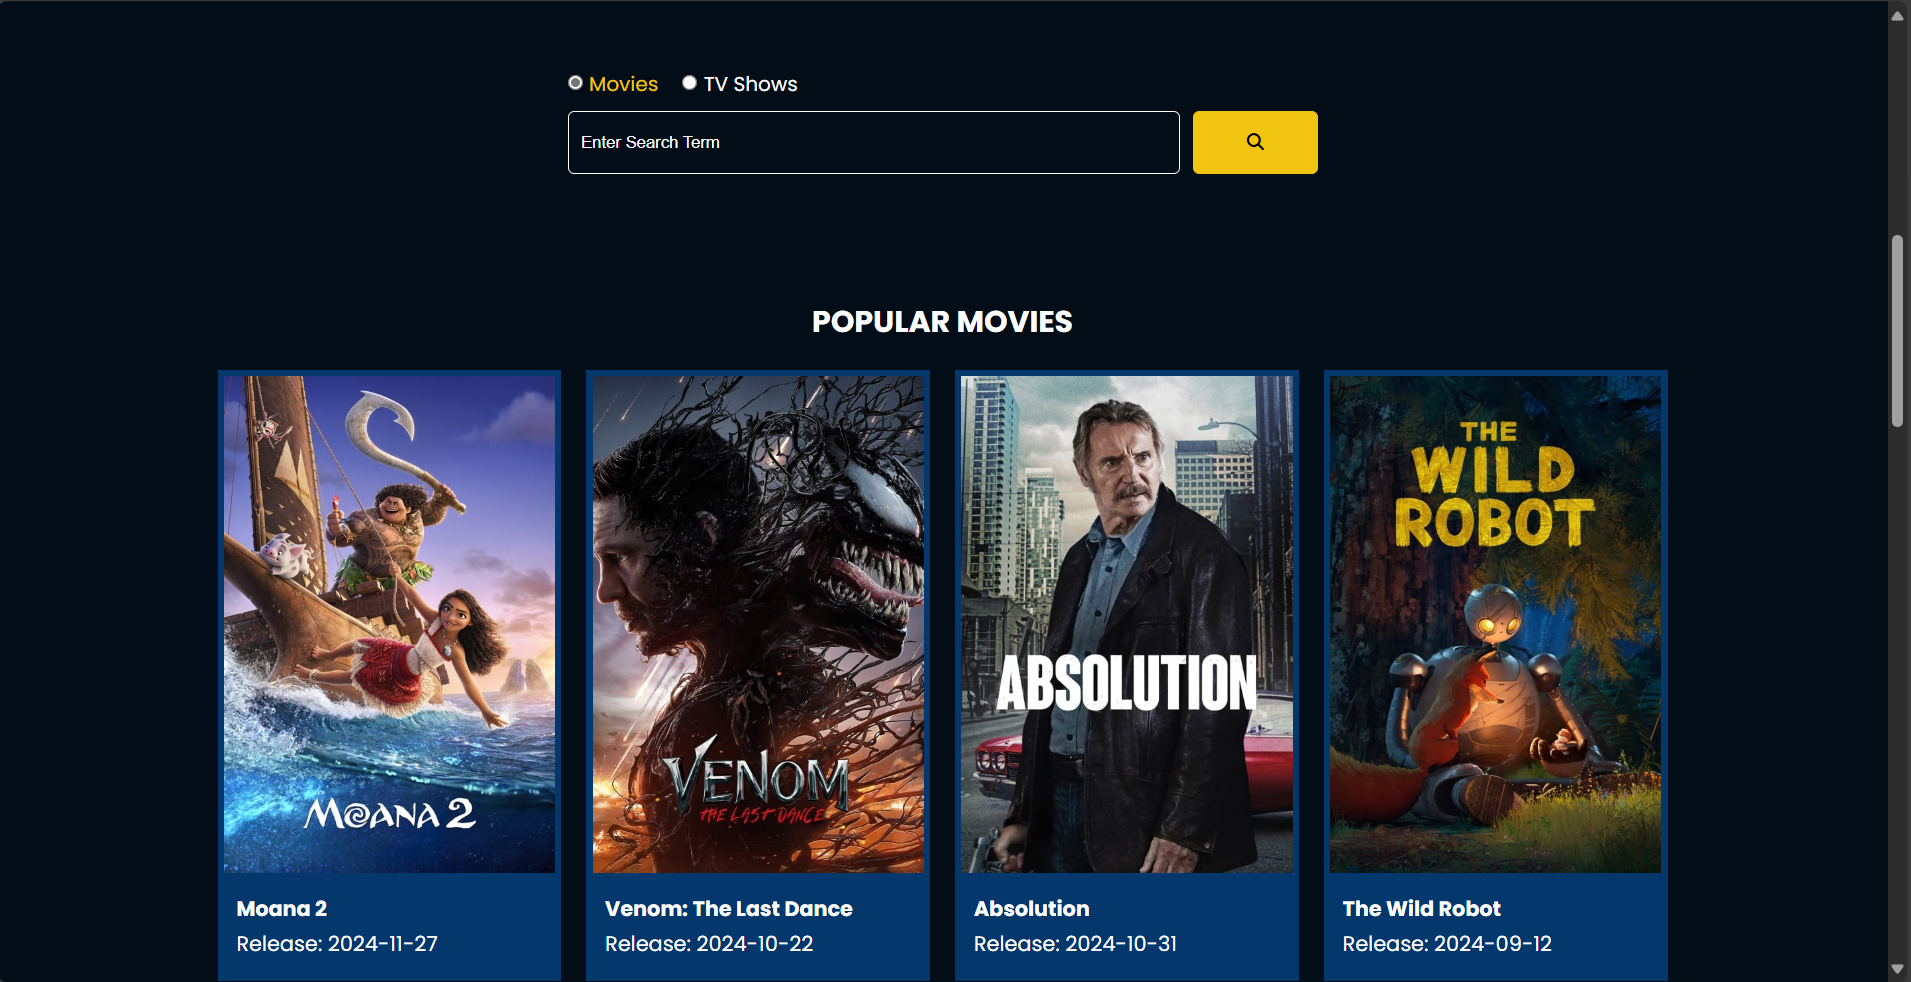 Movies TV Shows
Enter Search Term
POPULAR MOVIES
MOANA 2
VENOM
THE LAST DANCE
ABSOLUTION
THE
WILD
ROBOT
Moana 2
Release: 2024-11-27
Venom: The Last Dance
Release: 2024-10-22
Absolution
Release: 2024-10-31
The Wild Robot
Release: 2024-09-12